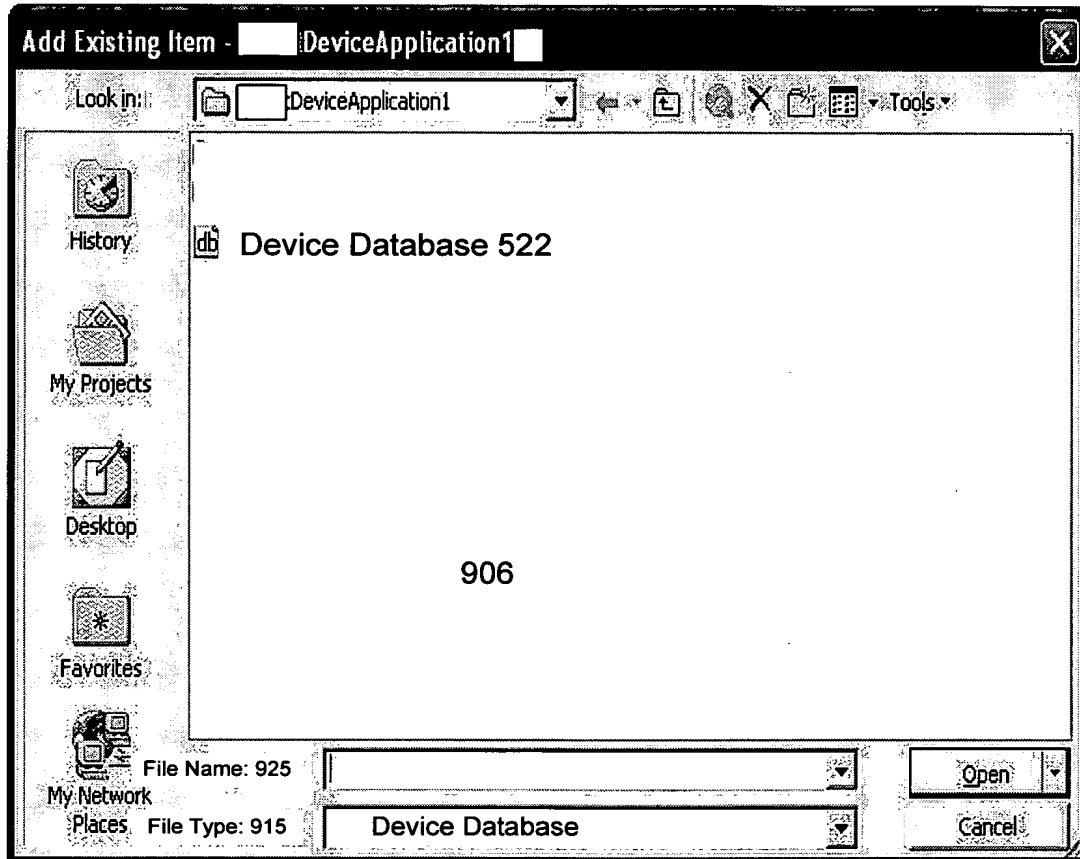 Add Existing Item - DeviceApplication1
Look in: DeviceApplication1 Tools
History
db Device Database 522
My Projects
Desktop
906
Favorites
My Network Places
File Name: 925
Open
File Type: 915 Device Database
Cancel